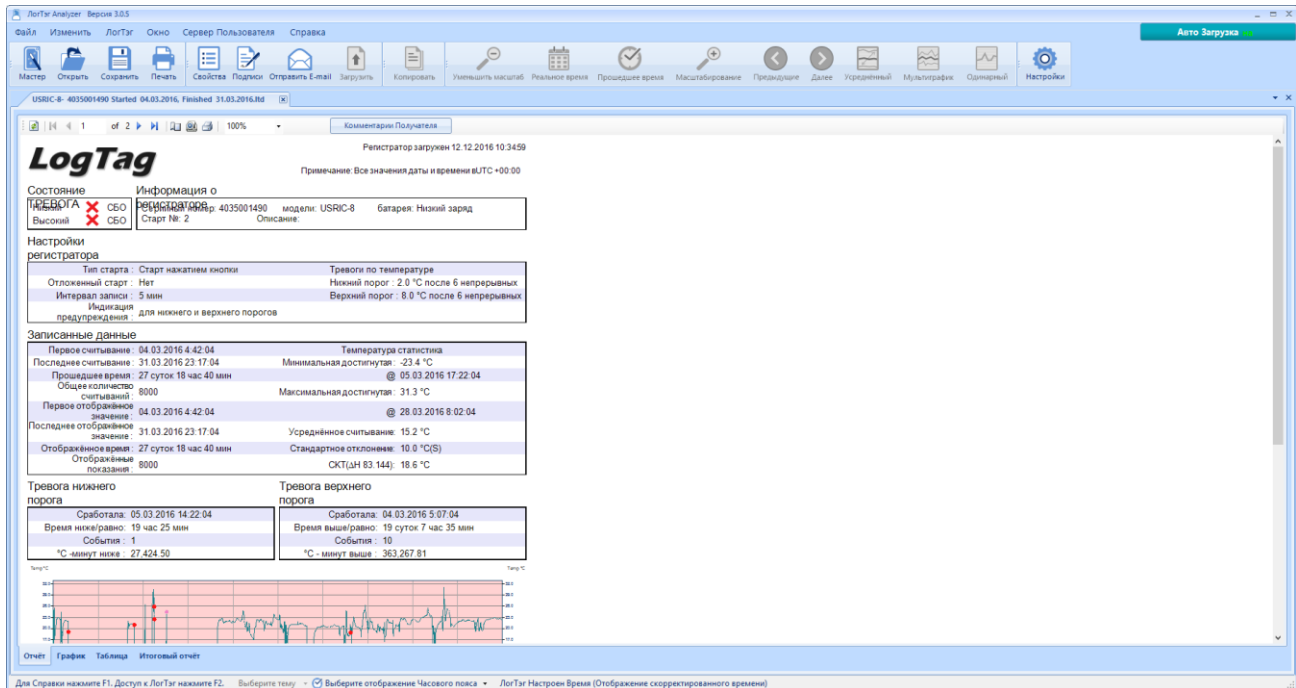 ЛогТэг Analyzer Версия 3.0.5
Файл Изменить ЛогТэг Окно Сервер Пользователя Справка
Авто Загрузка
Мастер Открыть Сохранить Печать Свойства Подписи Отправить E-mail Загрузить Копировать Уменьшить масштаб Реальное время Прошедшее время Масштабирование Предыдущие Далее Усреднённый Мультиграфик Одинарный Настройки
USRIC-8- 4035001490 Started 04.03.2016, Finished 31.03.2016.ltd
1 of 2 100% Комментарии Получателя
Регистратор загружен 12.12.2016 10:34:59
LogTag
Примечание: Все значения даты и времени вUTC +00:00
Состояние Информация о
ТРЕВОГА регистраторе
Низкий СБО Серийный номер: 4035001490 модели: USRIC-8 батарея: Низкий заряд
Высокий СБО Старт №: 2 Описание:
Настройки
регистратора
Тип старта : Старт нажатием кнопки Тревоги по температуре
Отложенный старт : Нет Нижний порог : 2.0 °C после 6 непрерывных
Интервал записи : 5 мин Верхний порог : 8.0 °C после 6 непрерывных
Индикация
предупреждения : для нижнего и верхнего порогов
Записанные данные
Первое считывание : 04.03.2016 4:42:04 Температура статистика
Последнее считывание : 31.03.2016 23:17:04 Минимальная достигнутая : -23.4 °C
Прошедшее время : 27 суток 18 час 40 мин @ 05.03.2016 17:22:04
Общее количество
считываний : 8000 Максимальная достигнутая : 31.3 °C
Первое отображённое
значение : 04.03.2016 4:42:04 @ 28.03.2016 8:02:04
Последнее отображённое
значение : 31.03.2016 23:17:04 Усреднённое считывание: 15.2 °C
Отображённое время : 27 суток 18 час 40 мин Стандартное отклонение: 10.0 °C(S)
Отображённые
показания : 8000 СКТ(ΔH 83.144): 18.6 °C
Тревога нижнего Тревога верхнего
порога порога
Сработала: 05.03.2016 14:22:04 Сработала: 04.03.2016 5:07:04
Время ниже/равно: 19 час 25 мин Время выше/равно: 19 суток 7 час 35 мин
События : 1 События : 10
°C -минут ниже : 27,424.50 °C - минут выше : 363,267.81
Temp °C Temp °C
Отчёт График Таблица Итоговый отчёт
Для Справки нажмите F1. Доступ к ЛогТэг нажмите F2. Выберите тему Выберите отображение Часового пояса ЛогТэг Настроен Время (Отображение скорректированного времени)